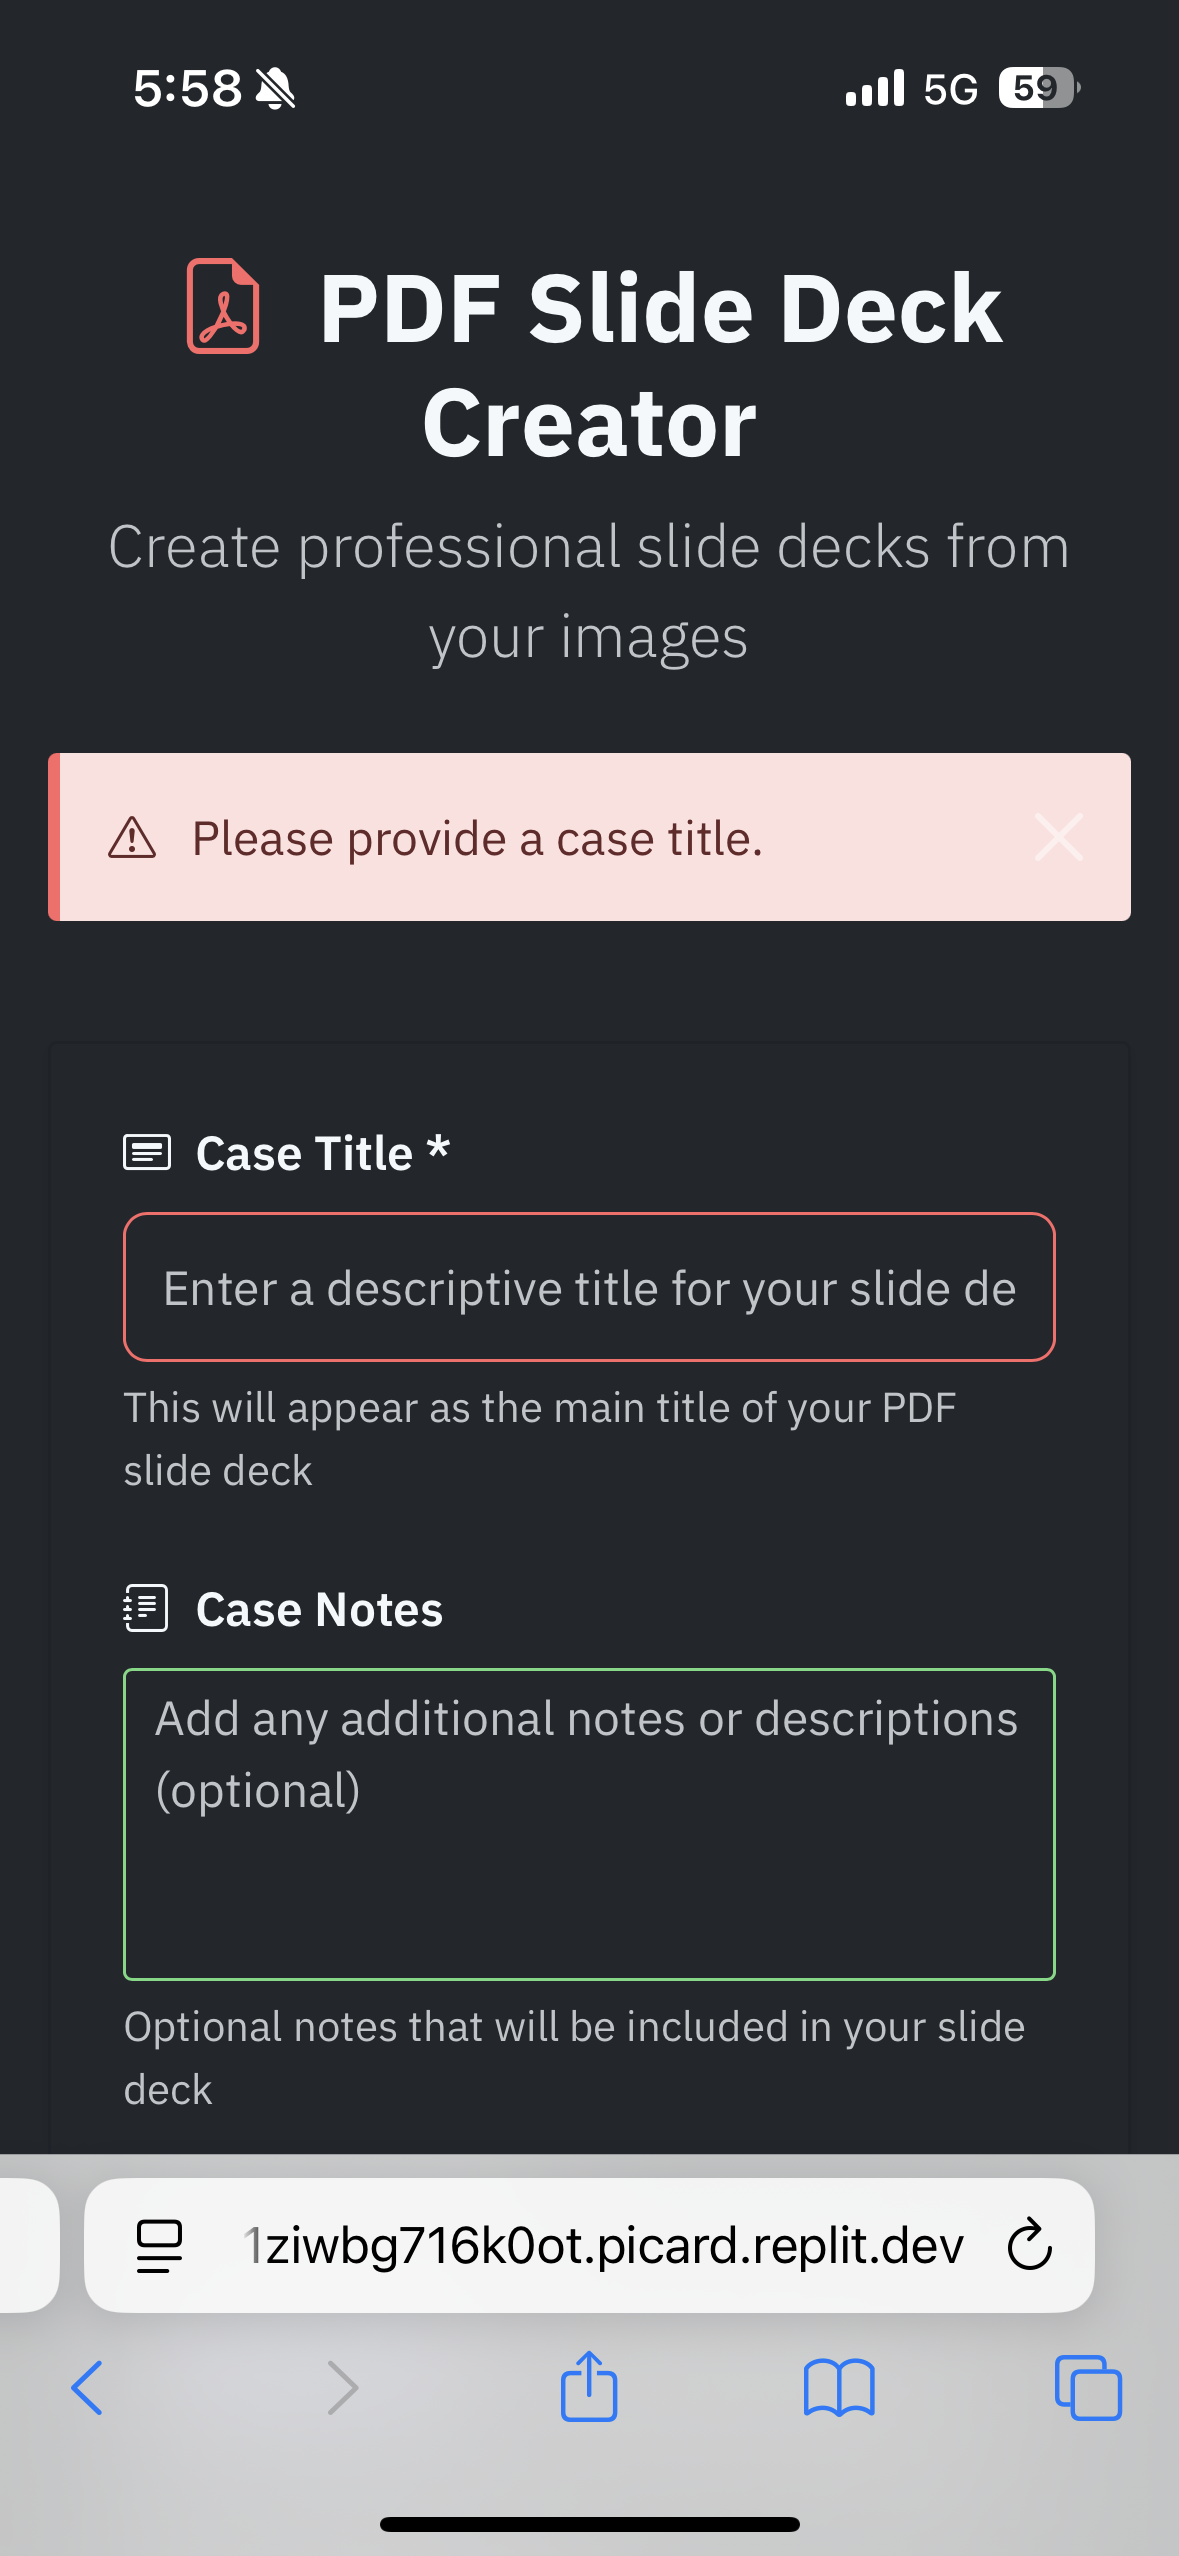 5:58
5G
59
PDF Slide Deck
Creator
Create professional slide decks from
your images
Please provide a case title.
Case Title *
Enter a descriptive title for your slide de
This will appear as the main title of your PDF
slide deck
Case Notes
Add any additional notes or descriptions
(optional)
Optional notes that will be included in your slide
deck
1ziwbg716k0ot.picard.replit.dev